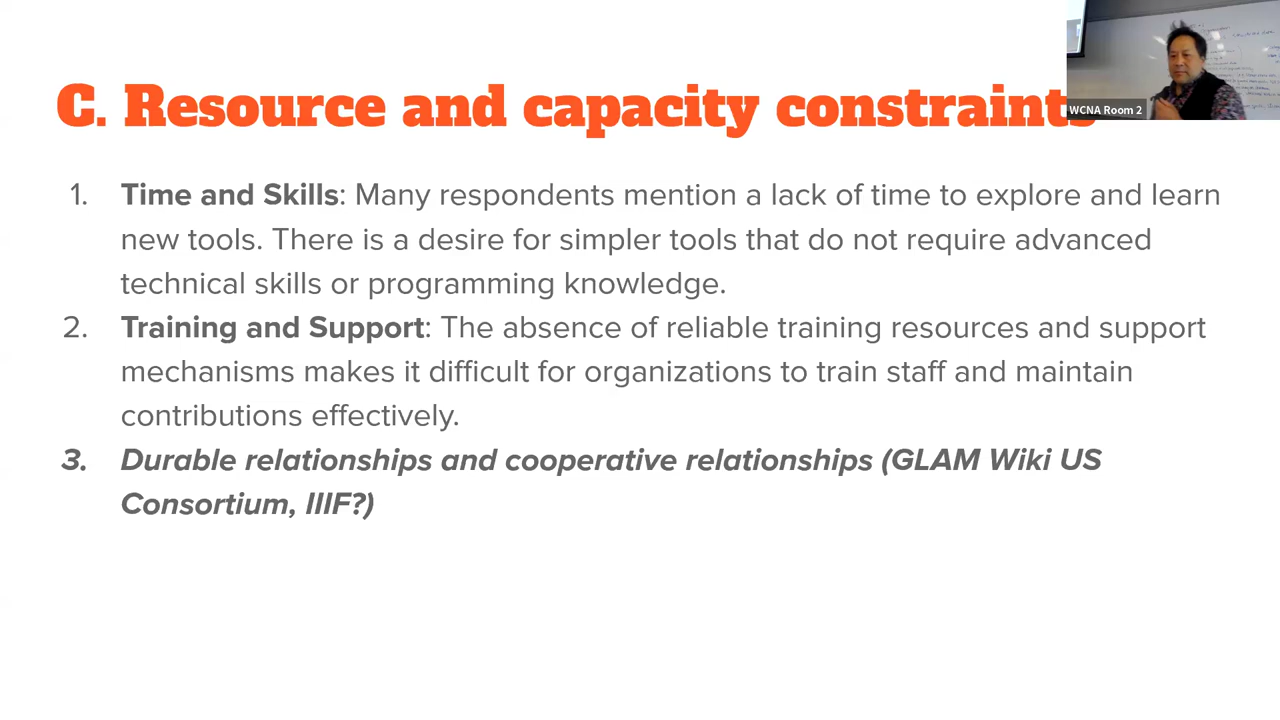 C. Resource and capacity constraints
WCNA Room 2
1. Time and Skills: Many respondents mention a lack of time to explore and learn
new tools. There is a desire for simpler tools that do not require advanced
technical skills or programming knowledge.
2. Training and Support: The absence of reliable training resources and support
mechanisms makes it difficult for organizations to train staff and maintain
contributions effectively.
3. Durable relationships and cooperative relationships (GLAM Wiki US
Consortium, IIIF?)